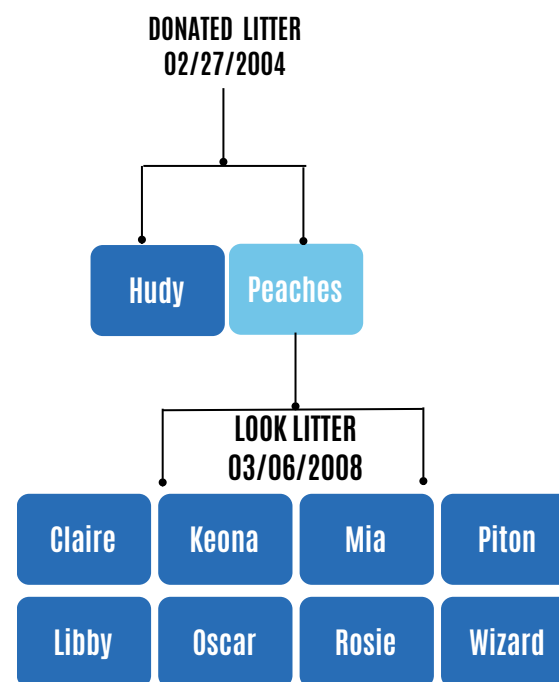 DONATED LITTER
02/27/2004
Hudy Peaches
LOOK LITTER
03/06/2008
Claire Keona Mia Piton
Libby Oscar Rosie Wizard